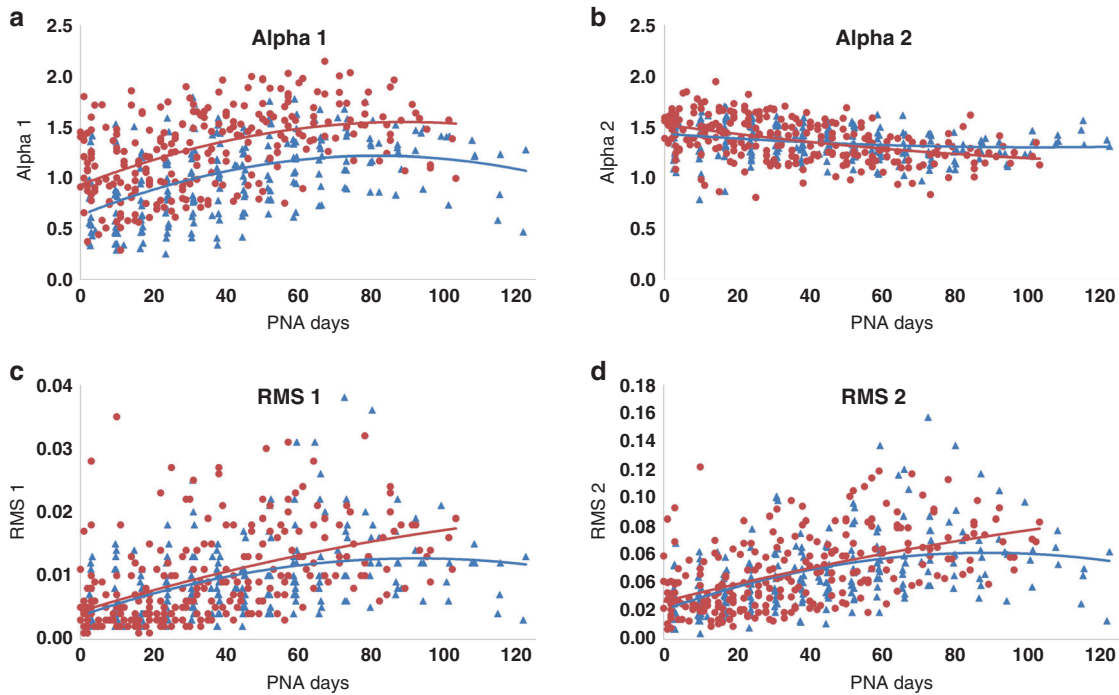 a
Alpha 1
2.5
2.0
1.5
1.0
0.5
0.0
Alpha 1
0 20 40 60 80 100 120
PNA days
b
Alpha 2
2.5
2.0
1.5
1.0
0.5
0.0
Alpha 2
0 20 40 60 80 100 120
PNA days
c
RMS 1
0.04
0.03
0.02
0.01
0.00
RMS 1
0 20 40 60 80 100 120
PNA days
d
RMS 2
0.18
0.16
0.14
0.12
0.10
0.08
0.06
0.04
0.02
0.00
RMS 2
0 20 40 60 80 100 120
PNA days